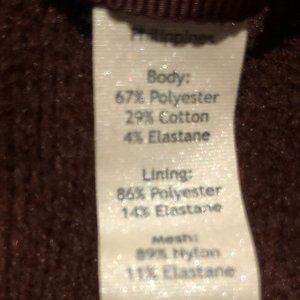 Philippines
Body:
67% Polyester
29% Cotton
4% Elastane
Lining:
86% Polyester
14% Elastane
Mesh:
89% Nylon
11% Elastane